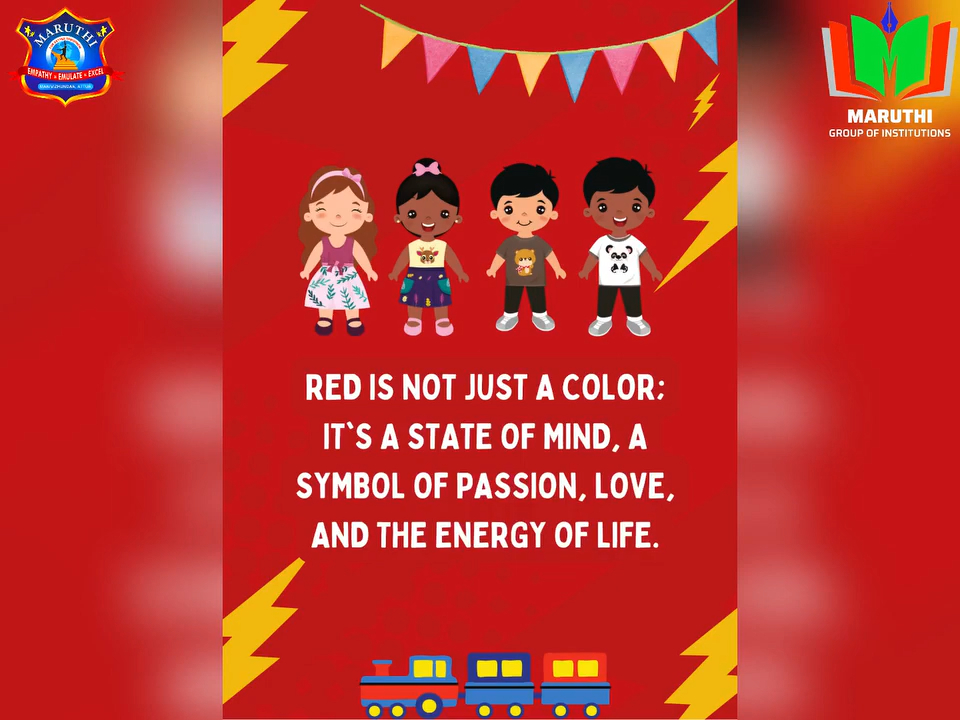 MARUTHI
EMPATHY EMULATE EXCEL
MARUTHI
GROUP OF INSTITUTIONS
RED IS NOT JUST A COLOR;
IT'S A STATE OF MIND, A
SYMBOL OF PASSION, LOVE,
AND THE ENERGY OF LIFE.